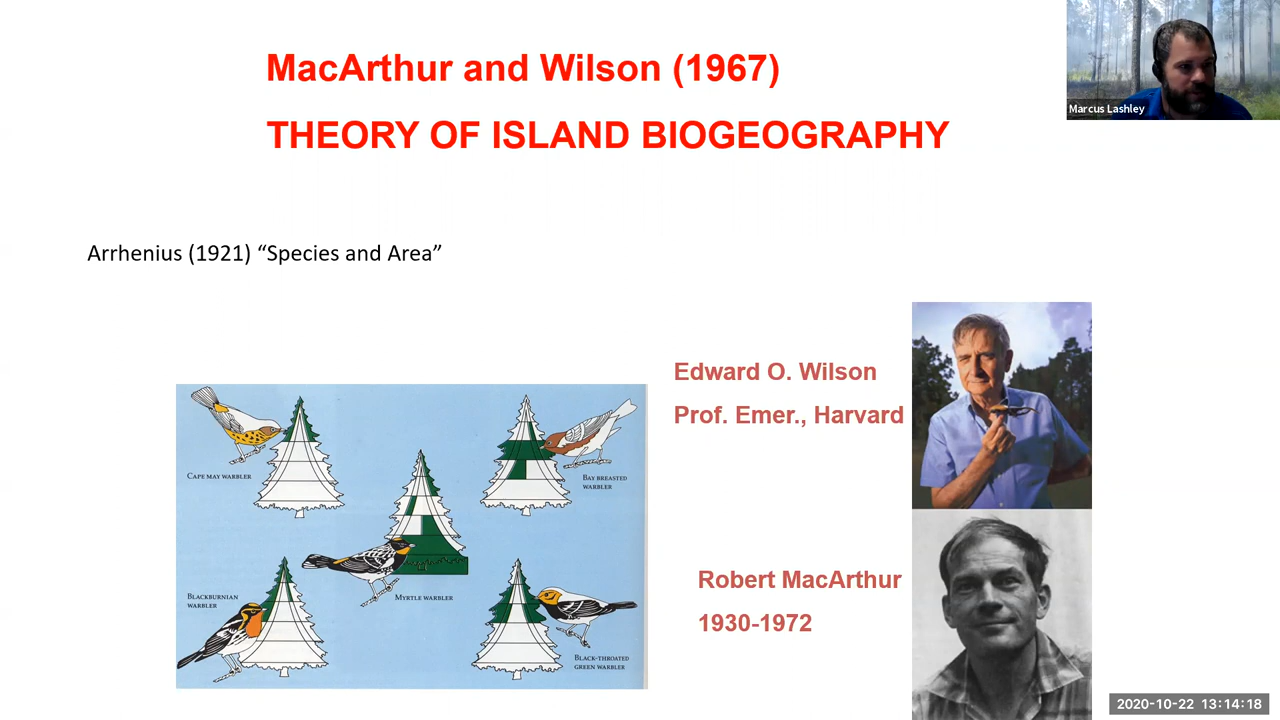 MacArthur and Wilson (1967)
THEORY OF ISLAND BIOGEOGRAPHY
Marcus Lashley
Arrhenius (1921) “Species and Area”
Edward O. Wilson
Prof. Emer., Harvard
CAPE MAY WARBLER
BAY BREASTED
WARBLER
BLACKBURNIAN
WARBLER
MYRTLE WARBLER
BLACK-THROATED
GREEN WARBLER
Robert MacArthur
1930-1972
2020-10-22 13:14:18